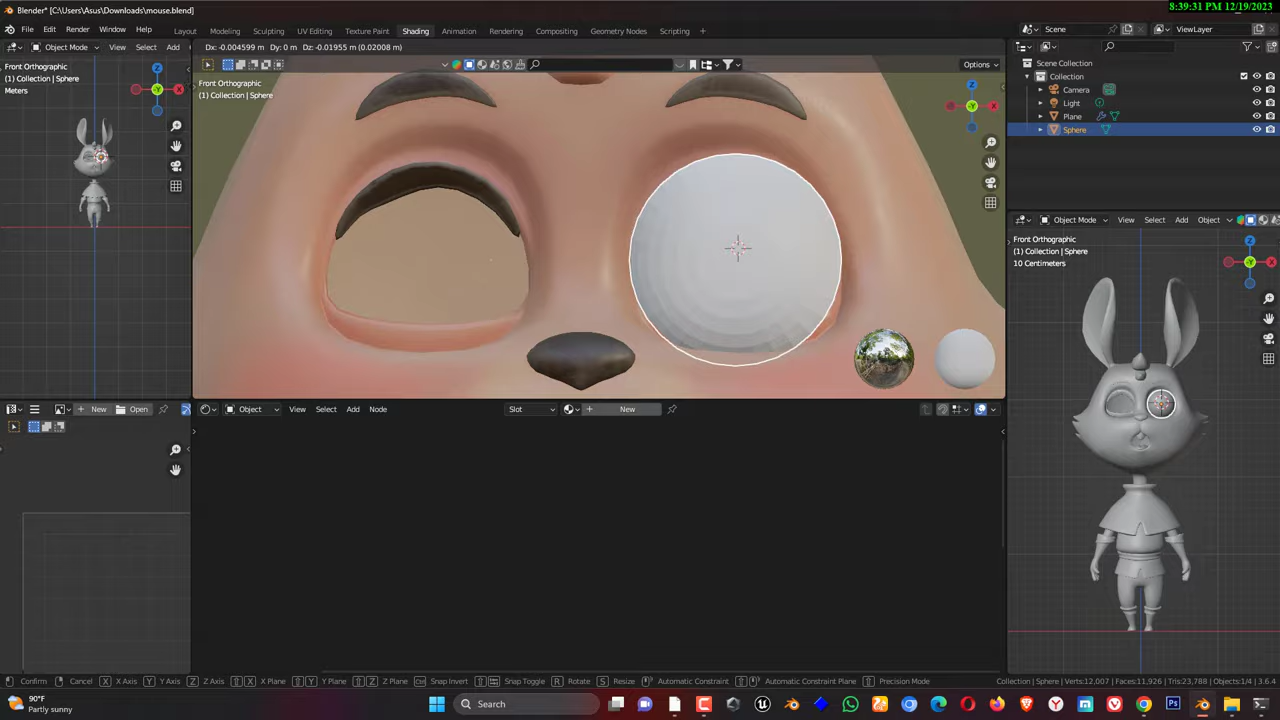 Blender* [C:\Users\Asus\Downloads\mouse.blend]
8:39:31 PM 12/19/2023
File Edit Render Window Help
Layout Modeling Sculpting UV Editing Texture Paint Shading Animation Rendering Compositing Geometry Nodes Scripting
Scene ViewLayer
Object Mode View Select Add
Dx: -0.004599 m Dy: 0 m Dz: -0.01955 m (0.02008 m)
Options
Front Orthographic
(1) Collection | Sphere
Meters
Front Orthographic
(1) Collection | Sphere
Scene Collection
Collection
Camera
Light
Plane
Sphere
Object Mode View Select Add Object
Front Orthographic
(1) Collection | Sphere
10 Centimeters
New Open
Object View Select Add Node Slot New
Confirm Cancel X X Axis Y Y Axis Z Z Axis X X Plane Y Y Plane Z Z Plane Snap Invert Snap Toggle R Rotate S Resize Automatic Constraint Automatic Constraint Plane Precision Mode
Collection | Sphere | Verts:12,007 | Faces:11,926 | Tris:23,788 | Objects:1/4 | 3.6.4
90°F
Partly sunny
Search